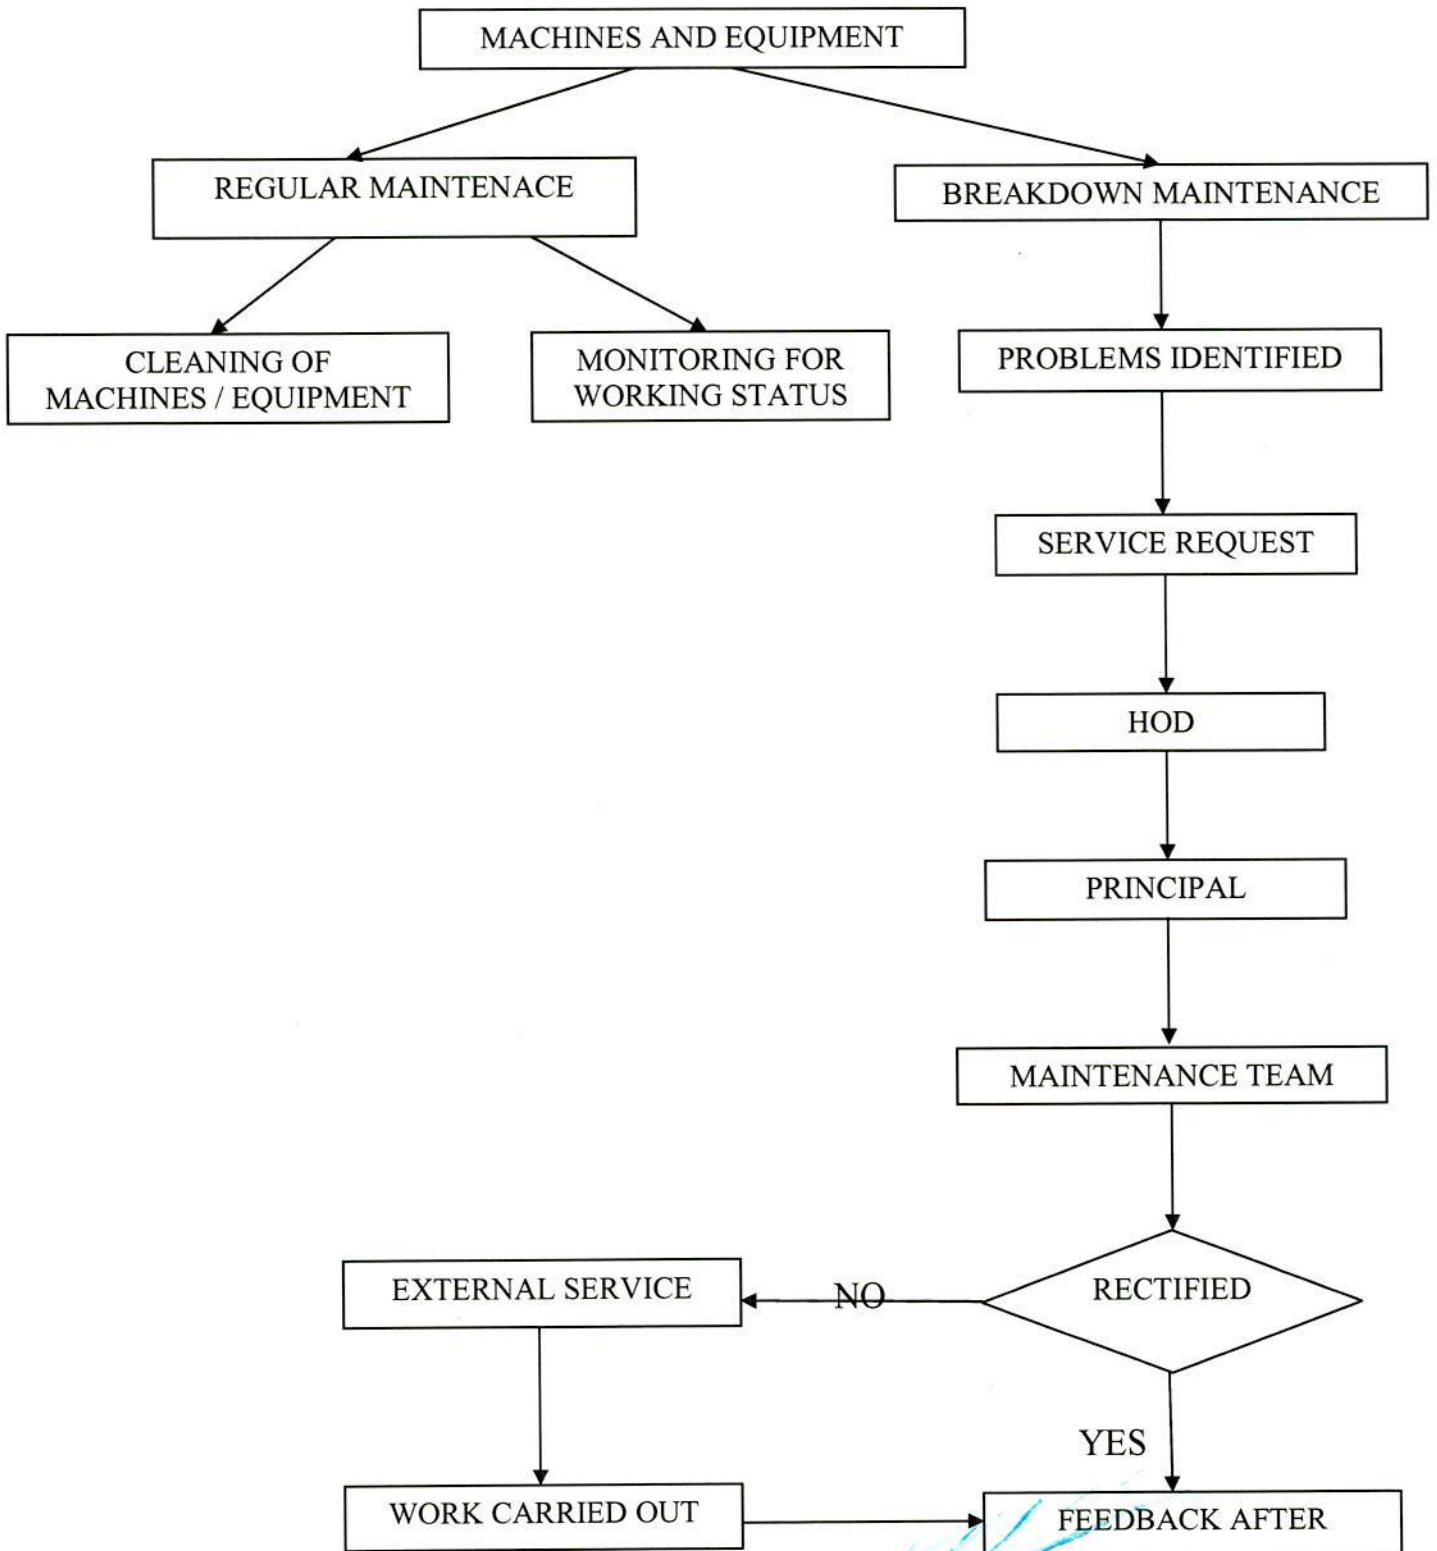 MACHINES AND EQUIPMENT
REGULAR MAINTENACE
BREAKDOWN MAINTENANCE
CLEANING OF
MACHINES / EQUIPMENT
MONITORING FOR
WORKING STATUS
PROBLEMS IDENTIFIED
SERVICE REQUEST
HOD
PRINCIPAL
MAINTENANCE TEAM
RECTIFIED
NO
EXTERNAL SERVICE
YES
WORK CARRIED OUT
FEEDBACK AFTER